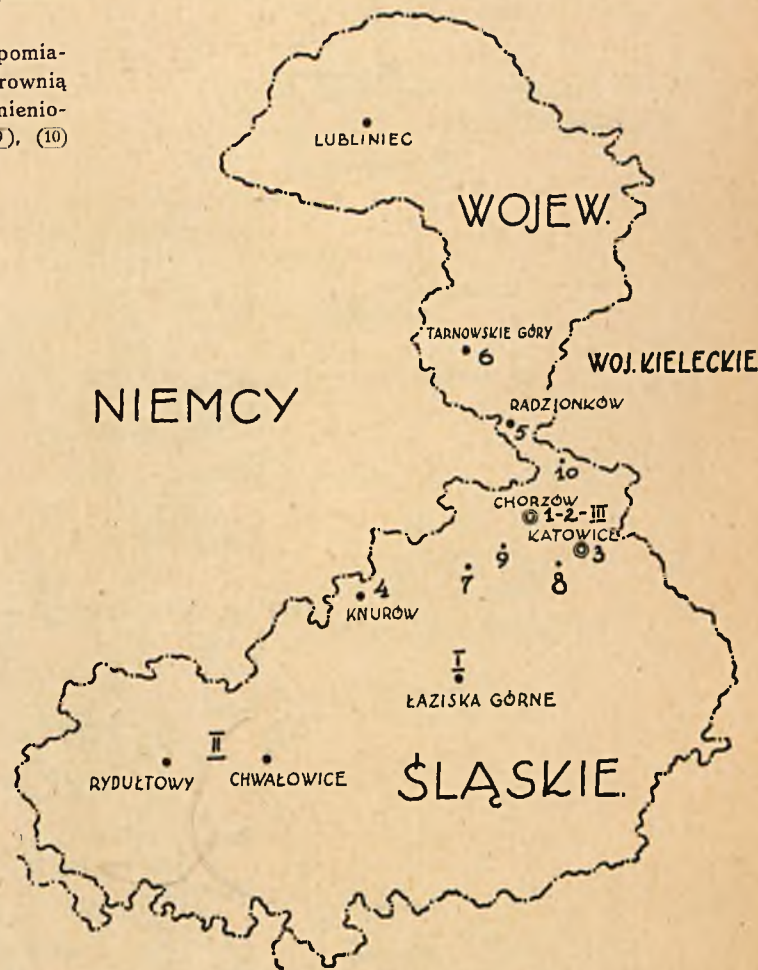 pomia-
rownią
nienio-
), (10)
LUBLINIEC
WOJEW.
TARNOWSKIE GÓRY
6
WOJ. KIELECKIE
NIEMCY
RADZIONKÓW
5
10
CHORZÓW
1-2-III
KATOWICE
3
9
7
8
4
KNURÓW
I
ŁAZISKA GÓRNE
II
RYDUŁTOWY
CHWAŁOWICE
ŚLĄSKIE.